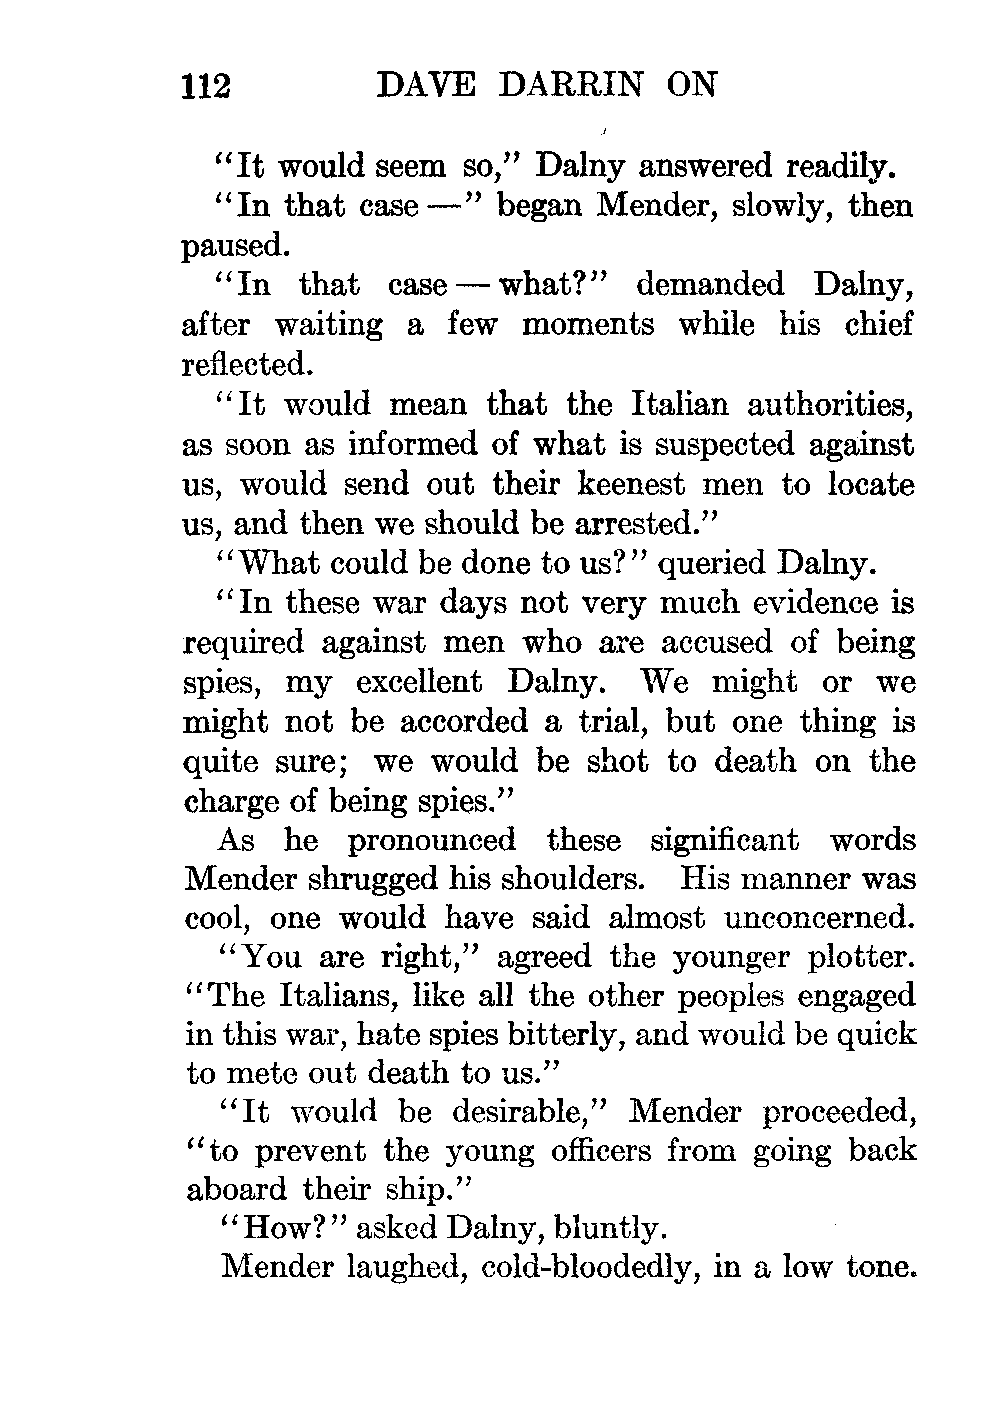 112 DAVE DARRIN ON
“It would seem so,” Dalny answered readily.
“In that case —” began Mender, slowly, then
paused.
“In that case — what?” demanded Dalny,
after waiting a few moments while his chief
reflected.
“It would mean that the Italian authorities,
as soon as informed of what is suspected against
us, would send out their keenest men to locate
us, and then we should be arrested.”
“What could be done to us?” queried Dalny.
“In these war days not very much evidence is
required against men who are accused of being
spies, my excellent Dalny. We might or we
might not be accorded a trial, but one thing is
quite sure; we would be shot to death on the
charge of being spies.”
As he pronounced these significant words
Mender shrugged his shoulders. His manner was
cool, one would have said almost unconcerned.
“You are right,” agreed the younger plotter.
“The Italians, like all the other peoples engaged
in this war, hate spies bitterly, and would be quick
to mete out death to us.”
“It would be desirable,” Mender proceeded,
“to prevent the young officers from going back
aboard their ship.”
“How?” asked Dalny, bluntly.
Mender laughed, cold-bloodedly, in a low tone.